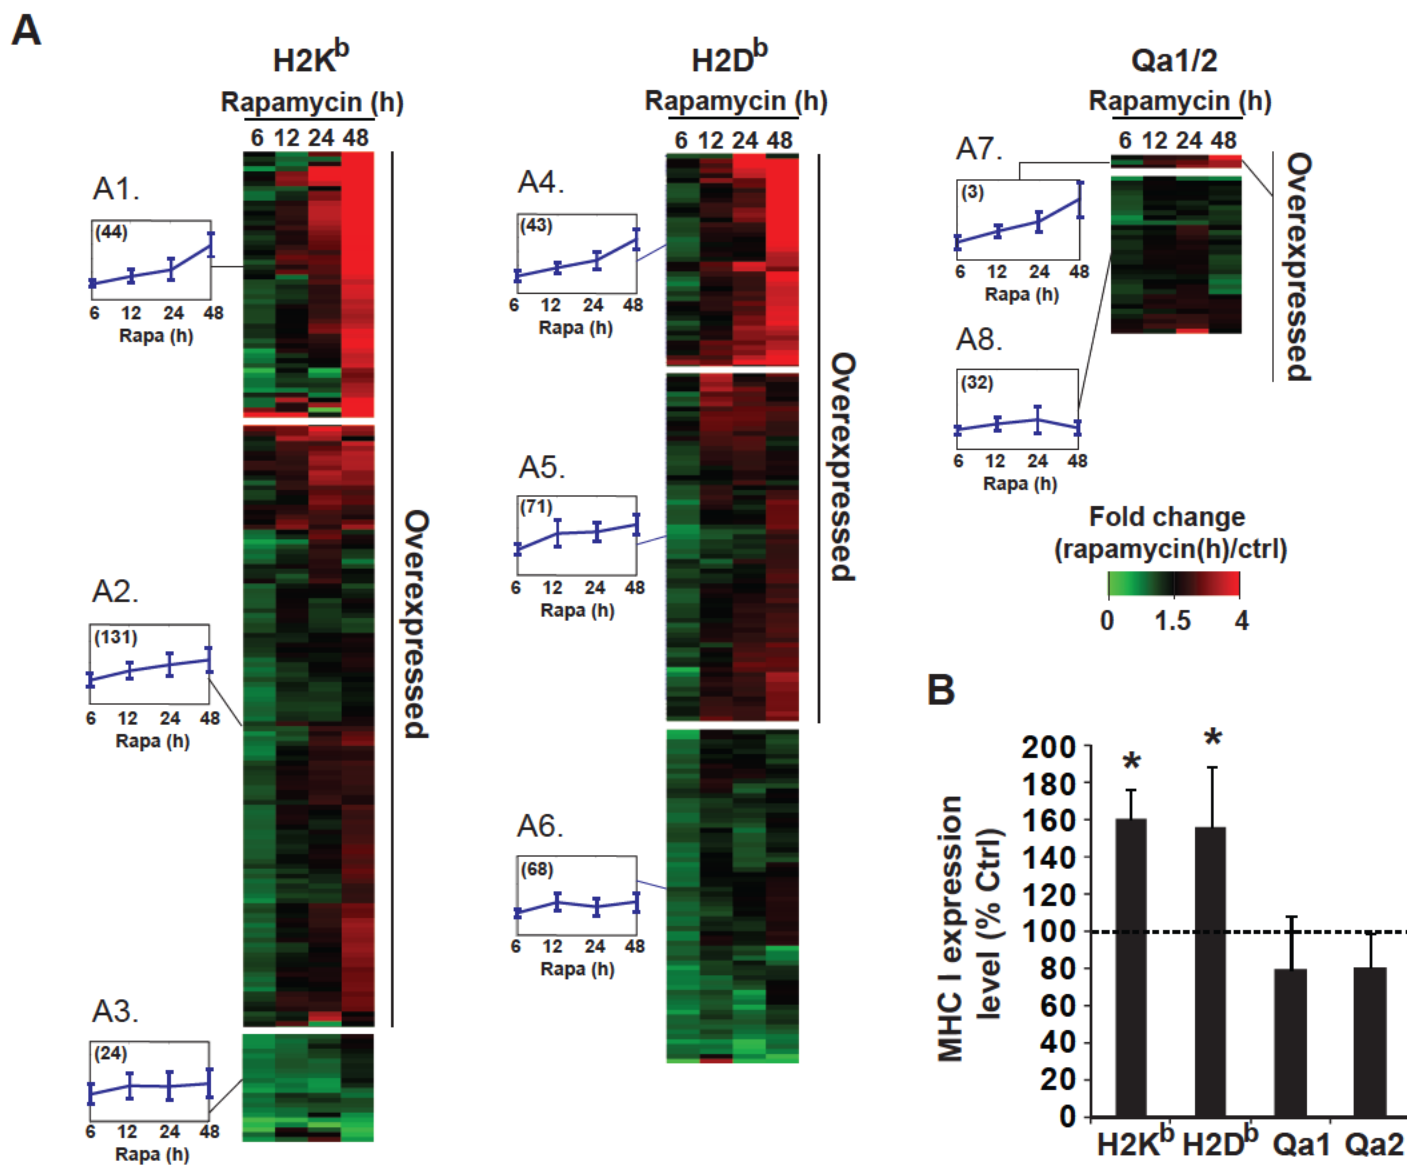 A
H2Kᵇ
Rapamycin (h)
6 12 24 48
A1.
(44)
6 12 24 48
Rapa (h)
A2.
(131)
6 12 24 48
Rapa (h)
A3.
(24)
6 12 24 48
Rapa (h)
Overexpressed
H2Dᵇ
Rapamycin (h)
6 12 24 48
A4.
(43)
6 12 24 48
Rapa (h)
A5.
(71)
6 12 24 48
Rapa (h)
A6.
(68)
6 12 24 48
Rapa (h)
Overexpressed
Qa1/2
Rapamycin (h)
6 12 24 48
A7.
(3)
6 12 24 48
Rapa (h)
A8.
(32)
6 12 24 48
Rapa (h)
Overexpressed
Fold change
(rapamycin(h)/ctrl)
0 1.5 4
B
MHC I expression
level (% Ctrl)
200
180
160
140
120
100
80
60
40
20
0
* *
H2Kᵇ H2Dᵇ Qa1 Qa2